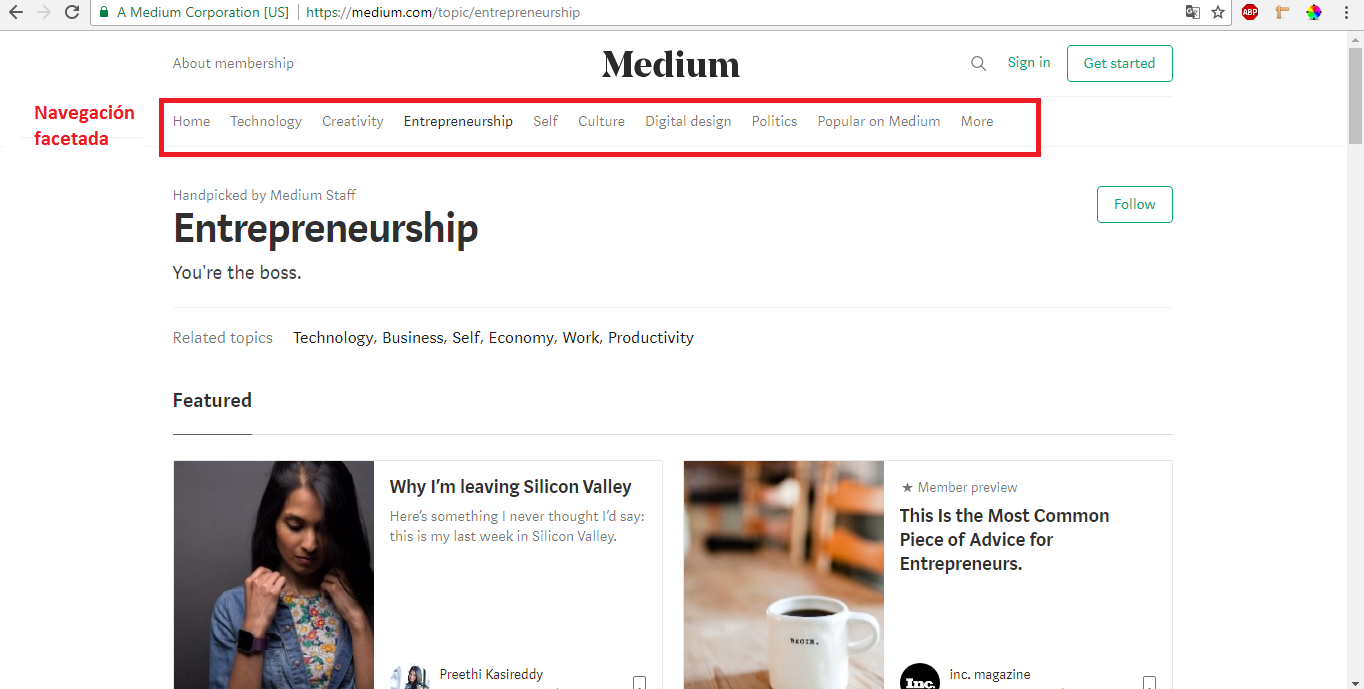 A Medium Corporation [US] https://medium.com/topic/entrepreneurship
ABP
About membership
Medium
Sign in
Get started
Navegación
facetada
Home Technology Creativity Entrepreneurship Self Culture Digital design Politics Popular on Medium More
Handpicked by Medium Staff
Entrepreneurship
Follow
You're the boss.
Related topics Technology, Business, Self, Economy, Work, Productivity
Featured
Why I’m leaving Silicon Valley
Here’s something I never thought I’d say:
this is my last week in Silicon Valley.
Preethi Kasireddy
BEGIN.
★ Member preview
This Is the Most Common
Piece of Advice for
Entrepreneurs.
Inc.
inc. magazine